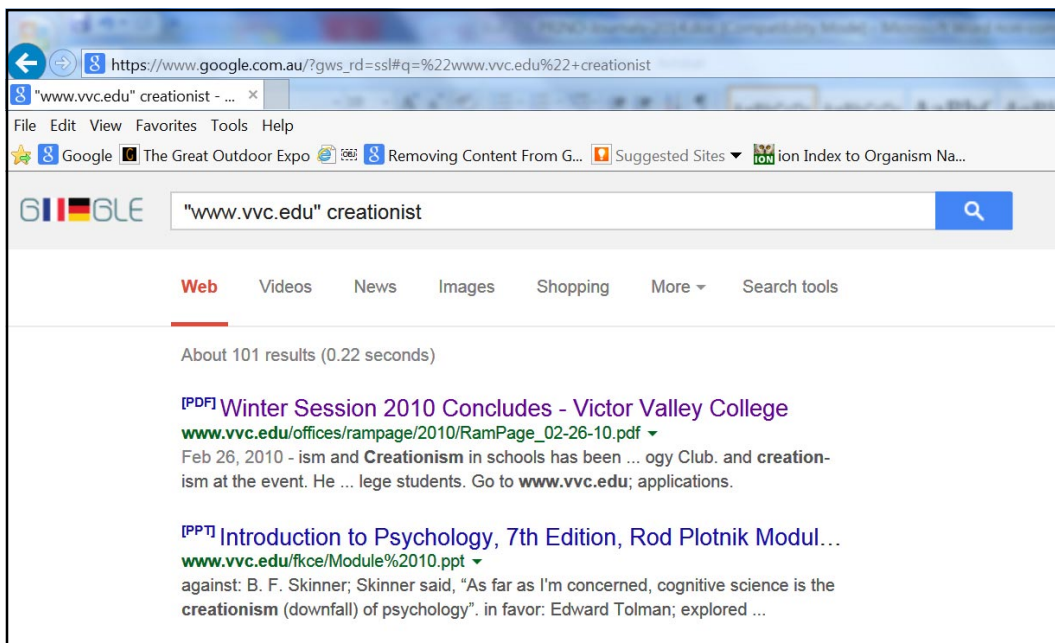 https://www.google.com.au/?gws_rd=ssl#q=%22www.vvc.edu%22+creationist
"www.vvc.edu" creationist - ... ×
File Edit View Favorites Tools Help
Google The Great Outdoor Expo Removing Content From G... Suggested Sites ion Index to Organism Na...
"www.vvc.edu" creationist
Web Videos News Images Shopping More Search tools
About 101 results (0.22 seconds)
[PDF] Winter Session 2010 Concludes - Victor Valley College
www.vvc.edu/offices/rampage/2010/RamPage_02-26-10.pdf
Feb 26, 2010 - ism and Creationism in schools has been ... ogy Club. and creation-
ism at the event. He ... lege students. Go to www.vvc.edu; applications.
[PPT] Introduction to Psychology, 7th Edition, Rod Plotnik Modul...
www.vvc.edu/fkce/Module%2010.ppt
against: B. F. Skinner; Skinner said, “As far as I'm concerned, cognitive science is the
creationism (downfall) of psychology”. in favor: Edward Tolman; explored ...